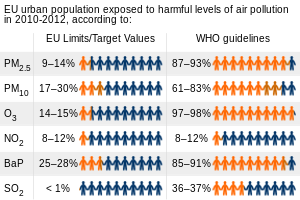 EU urban population exposed to harmful levels of air pollution
in 2010-2012, according to:
EU Limits/Target Values WHO guidelines
PM2.5 9–14% 87–93%
PM10 17–30% 61–83%
O3 14–15% 97–98%
NO2 8–12% 8–12%
BaP 25–28% 85–91%
SO2 < 1% 36–37%